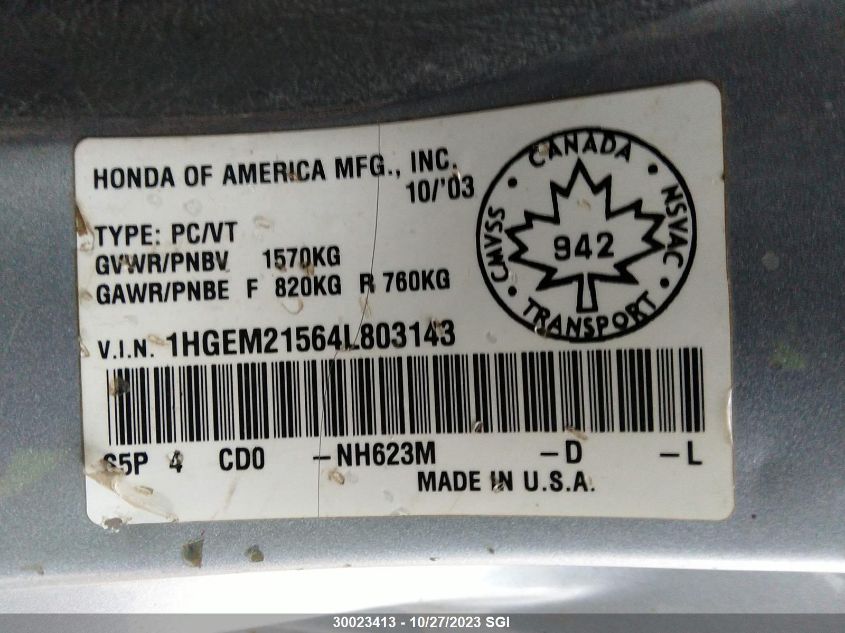 HONDA OF AMERICA MFG., INC.
10/'03
TYPE: PC/VT
GVWR/PNBV 1570KG
GAWR/PNBE F 820KG R 760KG
V.I.N. 1HGEM21564L803143
CANADA
CMVSS 942 NSVAC
TRANSPORT
S5P 4 CD0 -NH623M -D -L
MADE IN U.S.A.
30023413 - 10/27/2023 SGI